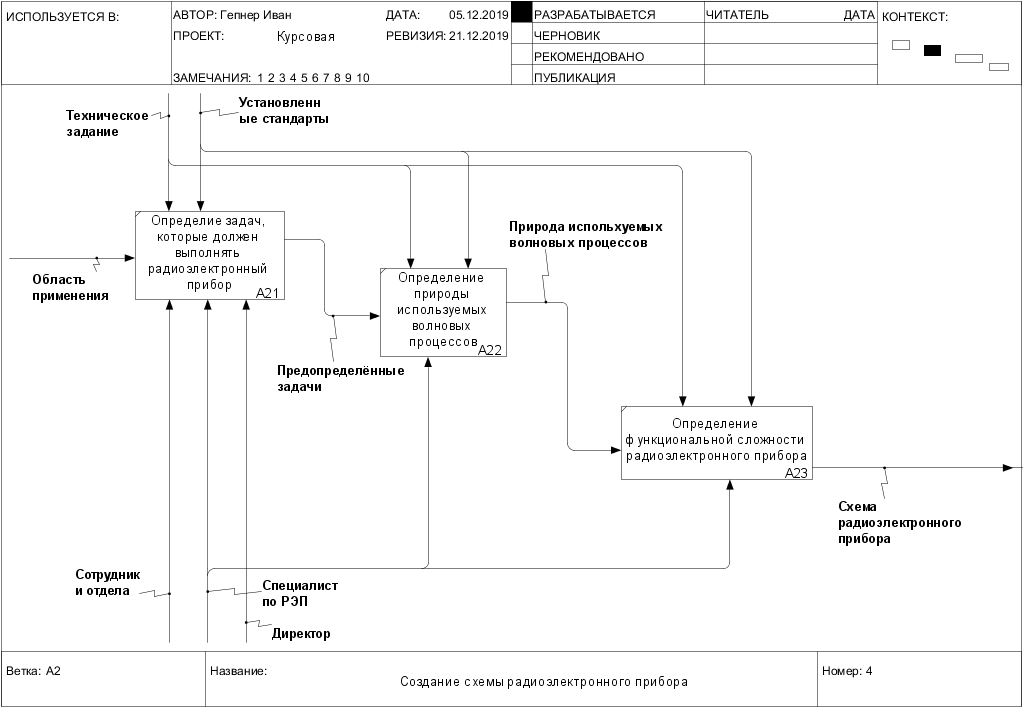 ИСПОЛЬЗУЕТСЯ В:
АВТОР: Гепнер Иван
ДАТА: 05.12.2019
РАЗРАБАТЫВАЕТСЯ
ЧИТАТЕЛЬ
ДАТА
КОНТЕКСТ:
ПРОЕКТ: Курсовая
РЕВИЗИЯ: 21.12.2019
ЧЕРНОВИК
РЕКОМЕНДОВАНО
ЗАМЕЧАНИЯ: 1 2 3 4 5 6 7 8 9 10
ПУБЛИКАЦИЯ
Техническое
задание
Установленн
ые стандарты
Определие задач,
которые должен
выполнять
радиоэлектронный
прибор
A21
Область
применения
Природа испольхуемых
волновых процессов
Определение
природы
используемых
волновых
процессов
A22
Предопределённые
задачи
Определение
функциональной сложности
радиоэлектронного прибора
A23
Схема
радиоэлектронного
прибора
Сотрудник
и отдела
Специалист
по РЭП
Директор
Ветка: A2
Название:
Создание схемы радиоэлектронного прибора
Номер: 4